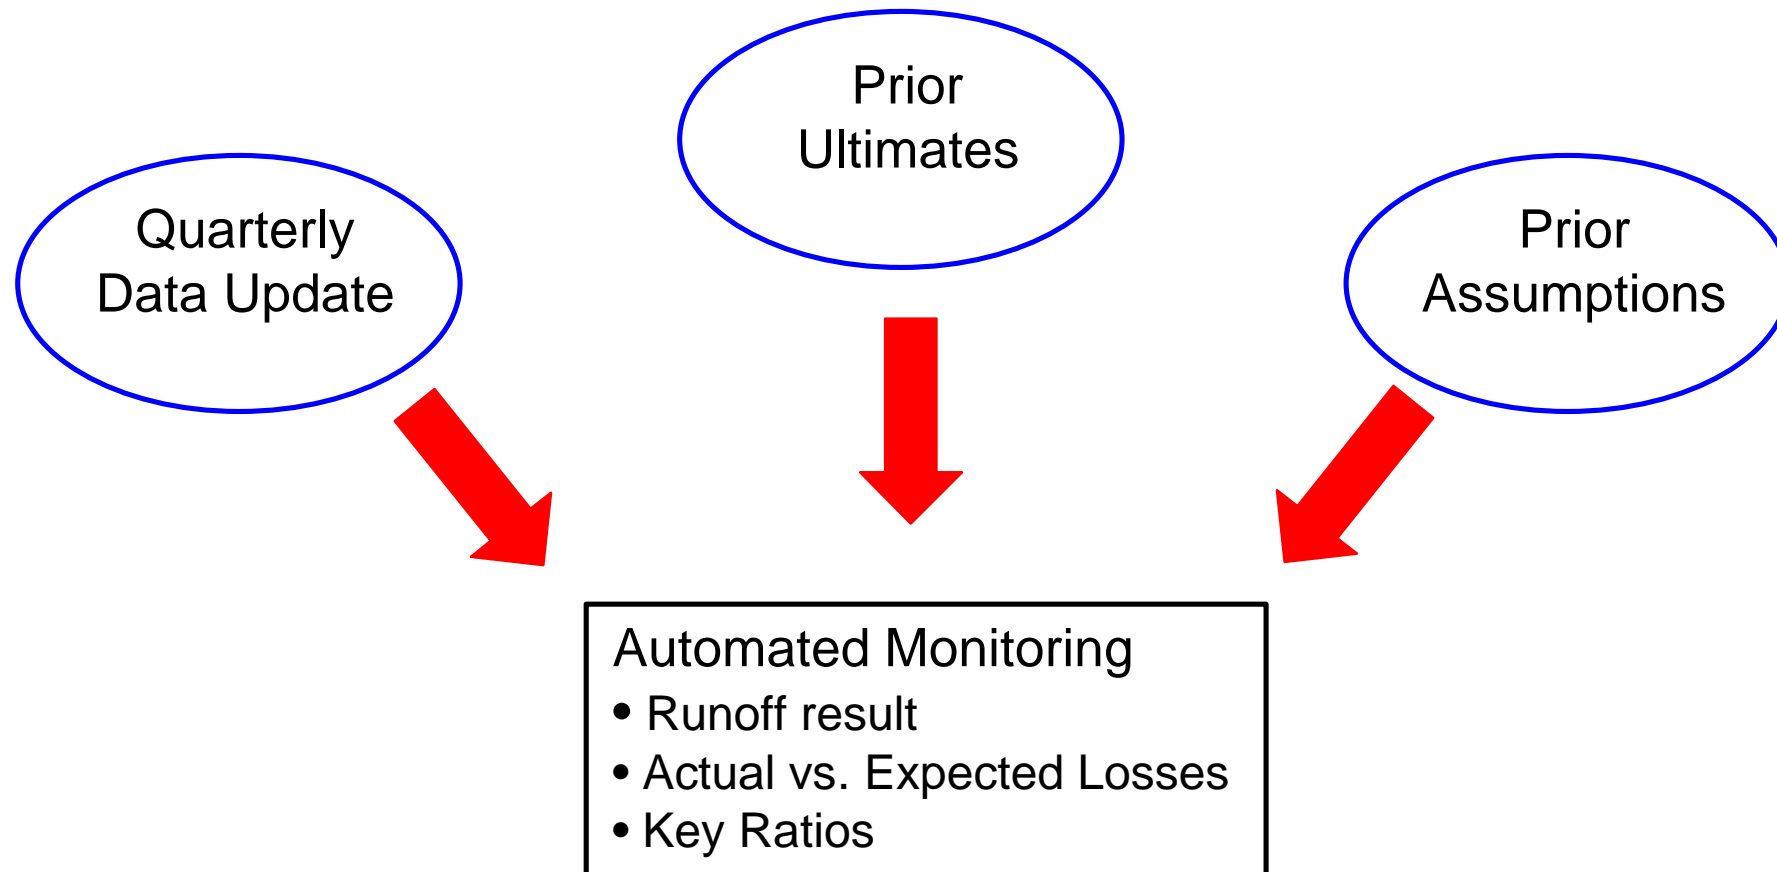 Prior
Ultimates
Quarterly
Data Update
Prior
Assumptions
Automated Monitoring
• Runoff result
• Actual vs. Expected Losses
• Key Ratios